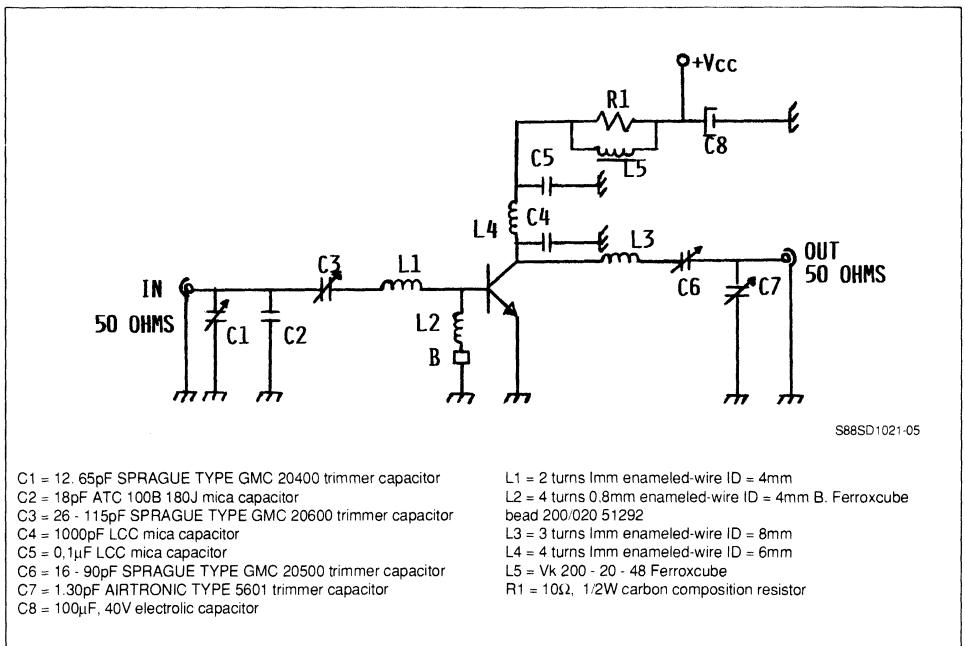 +Vcc
R1
C8
L5
C5
L4
C4
L3
C3
L1
IN
50 OHMS
C1
C2
L2
B
C6
C7
OUT
50 OHMS
S88SD1021-05
C1 = 12. 65pF SPRAGUE TYPE GMC 20400 trimmer capacitor
C2 = 18pF ATC 100B 180J mica capacitor
C3 = 26 - 115pF SPRAGUE TYPE GMC 20600 trimmer capacitor
C4 = 1000pF LCC mica capacitor
C5 = 0,1µF LCC mica capacitor
C6 = 16 - 90pF SPRAGUE TYPE GMC 20500 trimmer capacitor
C7 = 1.30pF AIRTRONIC TYPE 5601 trimmer capacitor
C8 = 100µF, 40V electrolic capacitor
L1 = 2 turns Imm enameled-wire ID = 4mm
L2 = 4 turns 0.8mm enameled-wire ID = 4mm B. Ferroxcube
bead 200/020 51292
L3 = 3 turns Imm enameled-wire ID = 8mm
L4 = 4 turns Imm enameled-wire ID = 6mm
L5 = Vk 200 - 20 - 48 Ferroxcube
R1 = 10Ω, 1/2W carbon composition resistor